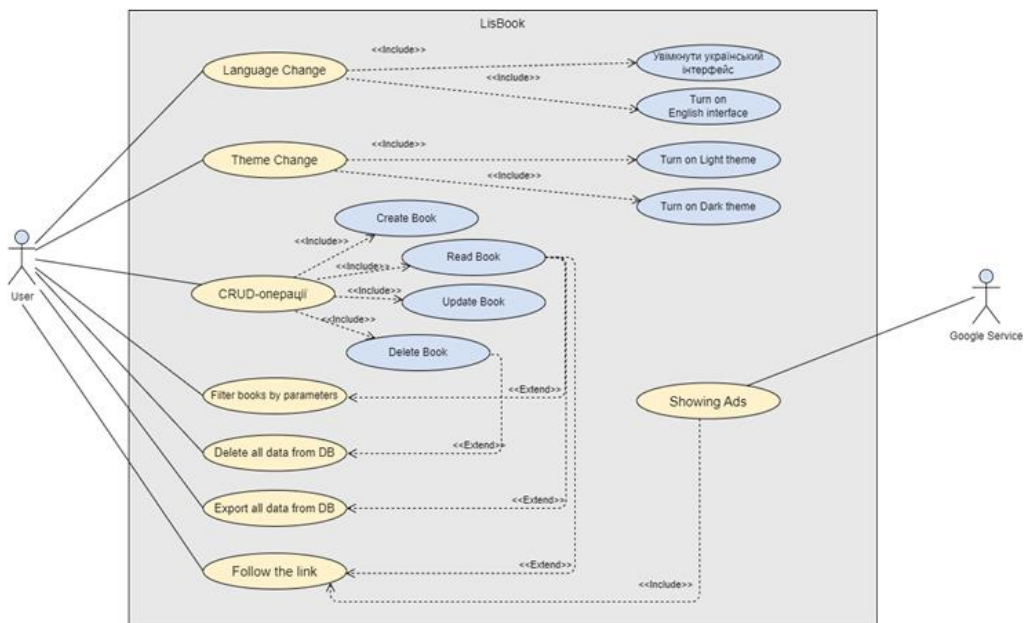 LisBook
<<Include>>
Language Change
Увімкнути український
інтерфейс
<<Include>>
Turn on
English interface
<<Include>>
Theme Change
Turn on Light theme
<<Include>>
Turn on Dark theme
Create Book
<<Include>>
Read Book
<<Include>>
CRUD-операції
<<Include>>
Update Book
<<Include>>
Delete Book
User
Google Service
<<Extend>>
Filter books by parameters
Showing Ads
<<Extend>>
Delete all data from DB
<<Extend>>
Export all data from DB
<<Extend>>
Follow the link
<<Include>>